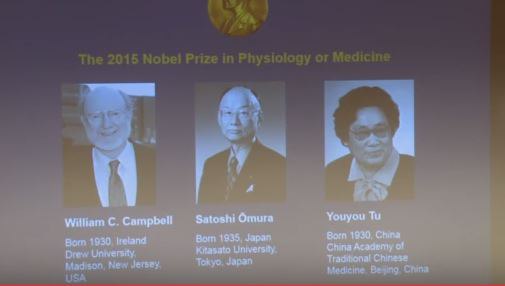 The 2015 Nobel Prize in Physiology or Medicine
William C. Campbell
Born 1930, Ireland
Drew University,
Madison, New Jersey,
USA
Satoshi Ōmura
Born 1935, Japan
Kitasato University,
Tokyo, Japan
Youyou Tu
Born 1930, China
China Academy of
Traditional Chinese
Medicine, Beijing, China